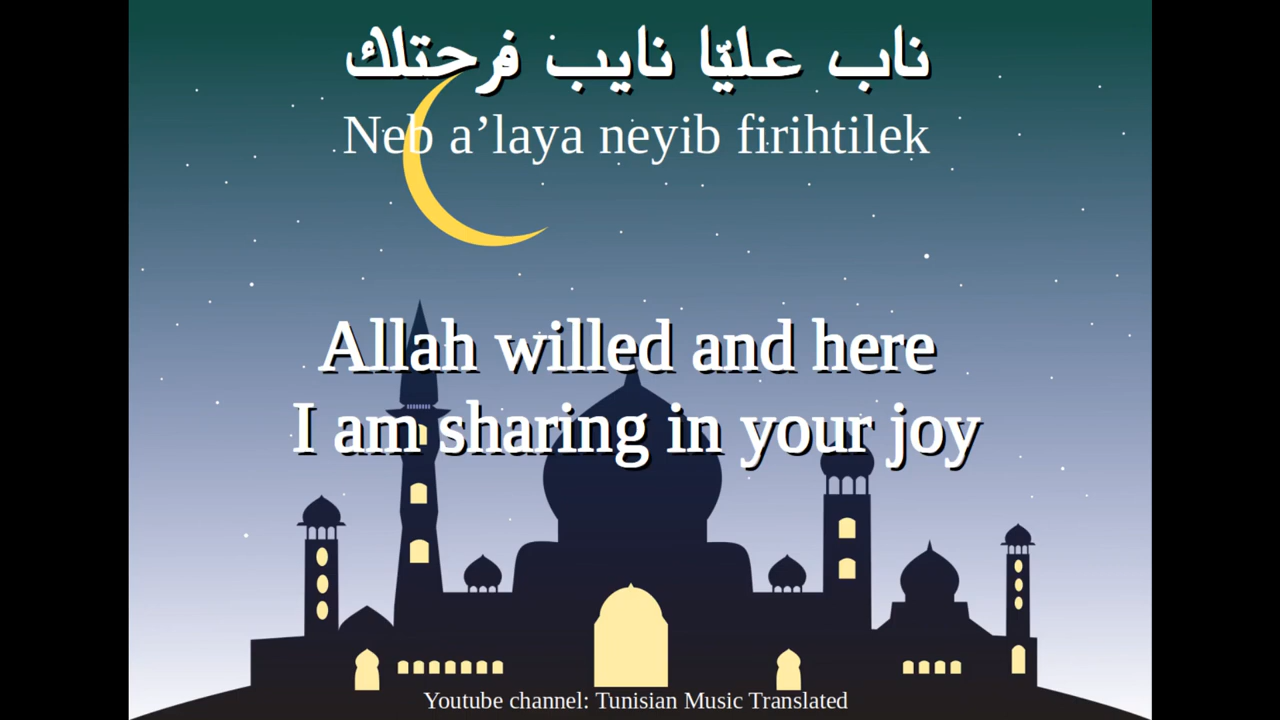 ناب عليّا نايب فرحتلك
Neb a’laya neyib firihtilek
Allah willed and here
I am sharing in your joy
Youtube channel: Tunisian Music Translated